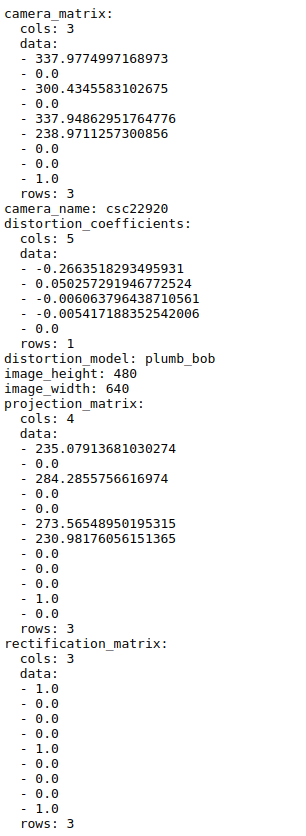 camera_matrix:
  cols: 3
  data:
  - 337.9774997168973
  - 0.0
  - 300.4345583102675
  - 0.0
  - 337.94862951764776
  - 238.9711257300856
  - 0.0
  - 0.0
  - 1.0
  rows: 3
camera_name: csc22920
distortion_coefficients:
  cols: 5
  data:
  - -0.2663518293495931
  - 0.050257291946772524
  - -0.006063796438710561
  - -0.005417188352542006
  - 0.0
  rows: 1
distortion_model: plumb_bob
image_height: 480
image_width: 640
projection_matrix:
  cols: 4
  data:
  - 235.07913681030274
  - 0.0
  - 284.2855756616974
  - 0.0
  - 0.0
  - 273.56548950195315
  - 230.98176056151365
  - 0.0
  - 0.0
  - 0.0
  - 1.0
  - 0.0
  rows: 3
rectification_matrix:
  cols: 3
  data:
  - 1.0
  - 0.0
  - 0.0
  - 0.0
  - 1.0
  - 0.0
  - 0.0
  - 0.0
  - 1.0
  rows: 3